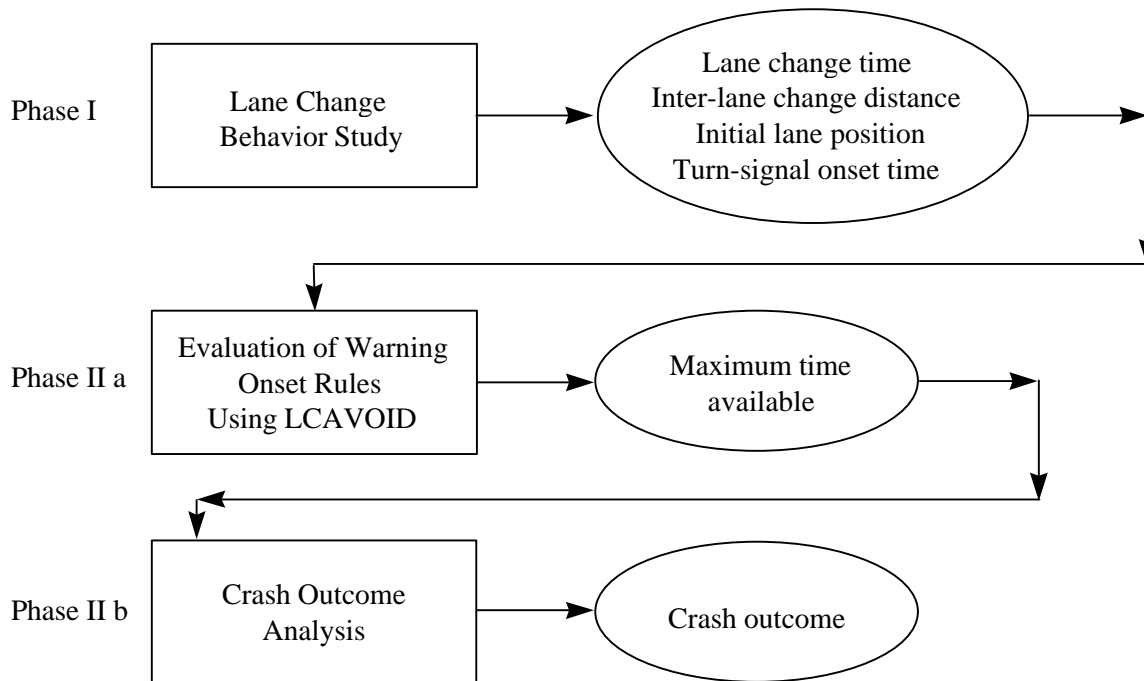 Phase I
Lane Change
Behavior Study
Lane change time
Inter-lane change distance
Initial lane position
Turn-signal onset time
Phase II a
Evaluation of Warning
Onset Rules
Using LCAVOID
Maximum time
available
Phase II b
Crash Outcome
Analysis
Crash outcome